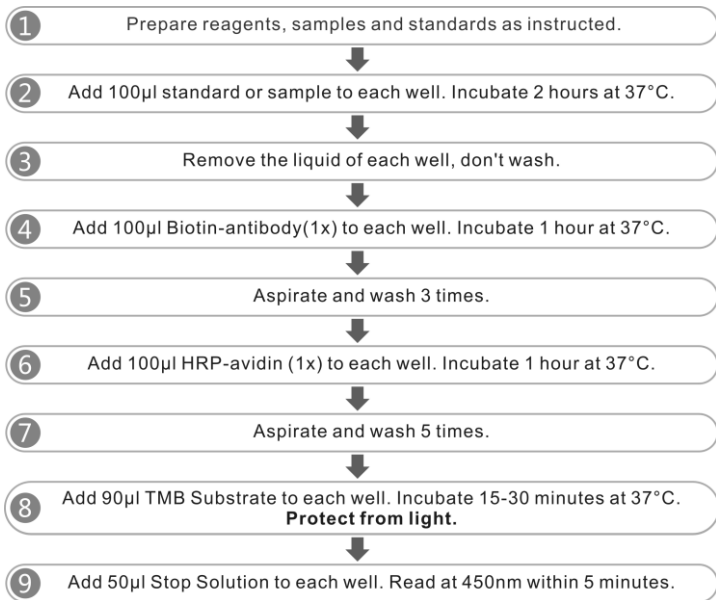 1 Prepare reagents, samples and standards as instructed.
2 Add 100μl standard or sample to each well. Incubate 2 hours at 37°C.
3 Remove the liquid of each well, don't wash.
4 Add 100μl Biotin-antibody(1x) to each well. Incubate 1 hour at 37°C.
5 Aspirate and wash 3 times.
6 Add 100μl HRP-avidin (1x) to each well. Incubate 1 hour at 37°C.
7 Aspirate and wash 5 times.
8 Add 90μl TMB Substrate to each well. Incubate 15-30 minutes at 37°C.
Protect from light.
9 Add 50μl Stop Solution to each well. Read at 450nm within 5 minutes.